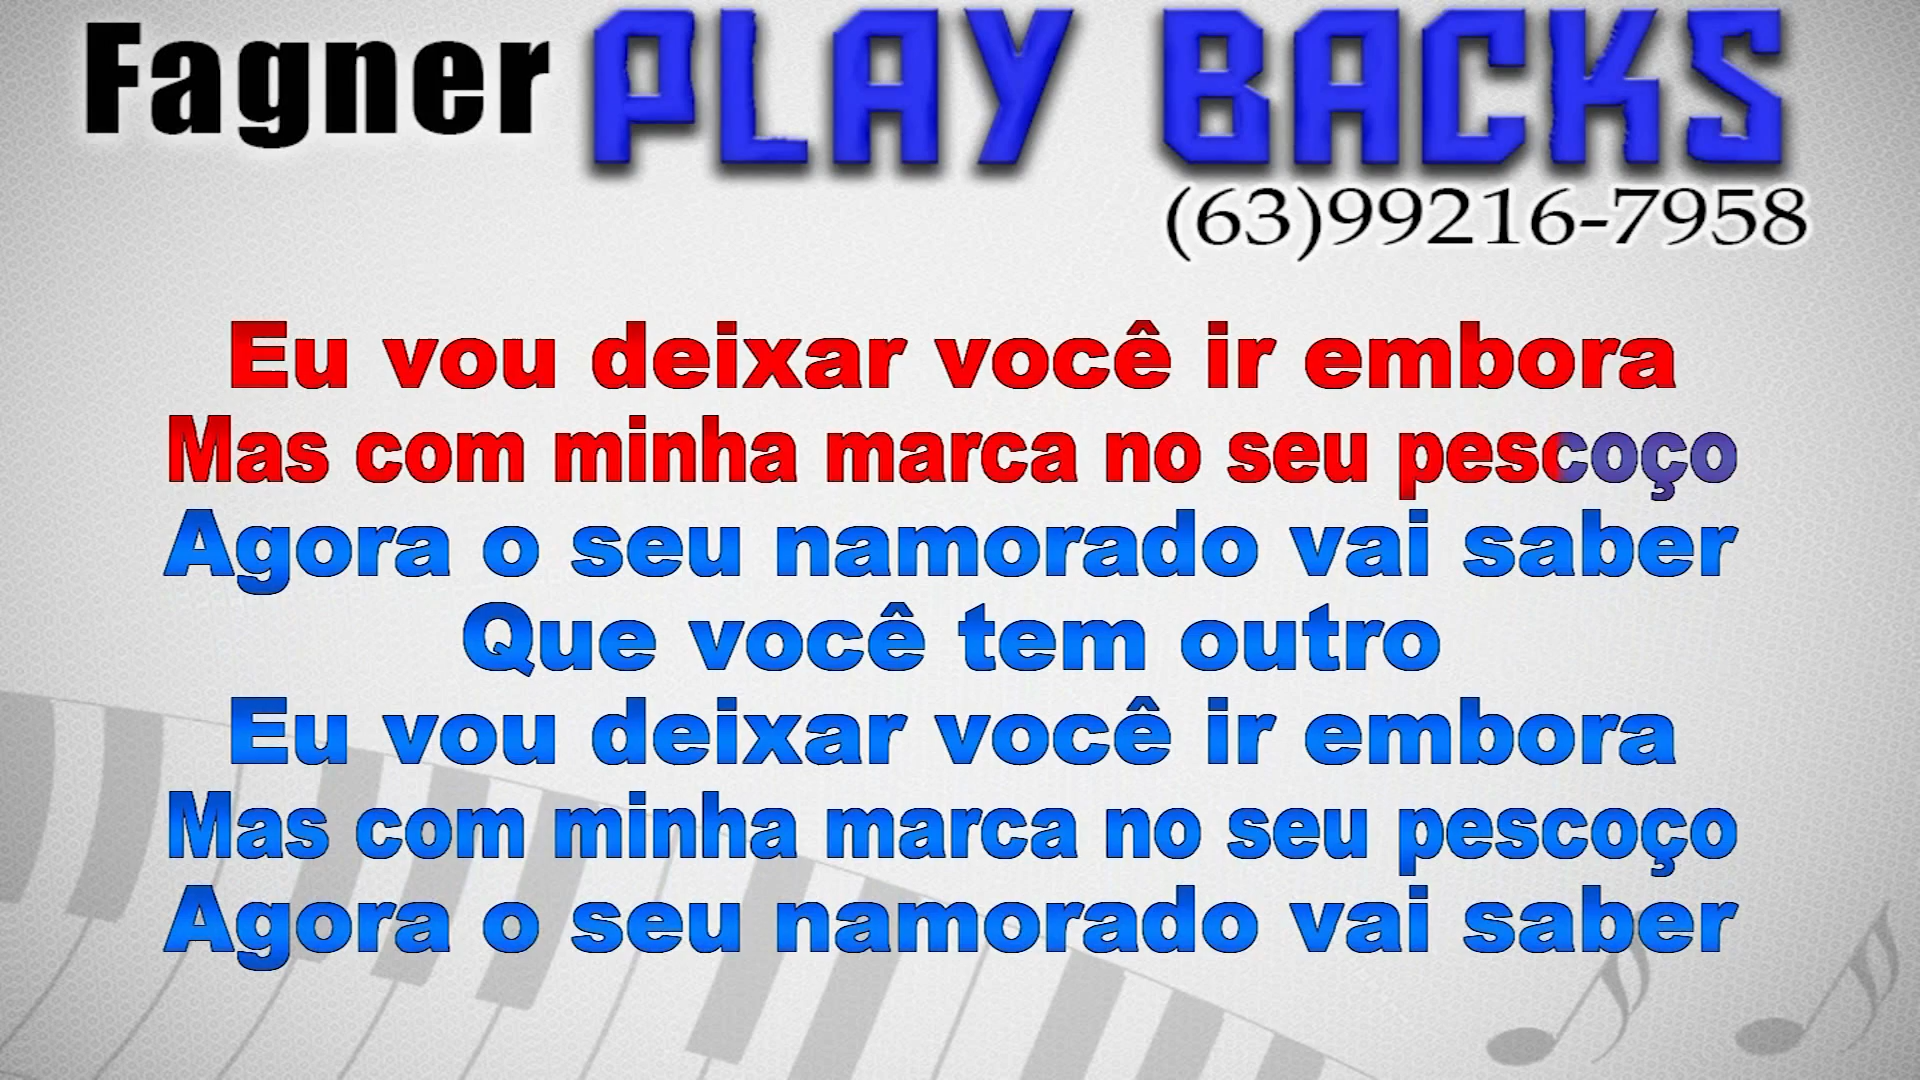 Fagner PLAY BACKS
(63)99216-7958
Eu vou deixar você ir embora
Mas com minha marca no seu pescoço
Agora o seu namorado vai saber
Que você tem outro
Eu vou deixar você ir embora
Mas com minha marca no seu pescoço
Agora o seu namorado vai saber